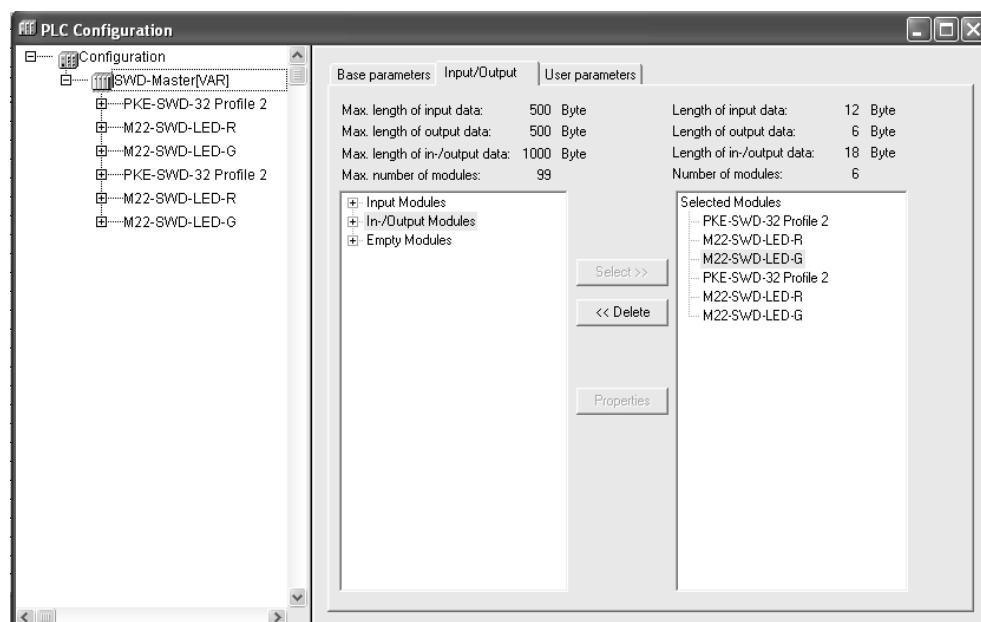 PLC Configuration
Configuration
SWD-Master[VAR]
PKE-SWD-32 Profile 2
M22-SWD-LED-R
M22-SWD-LED-G
PKE-SWD-32 Profile 2
M22-SWD-LED-R
M22-SWD-LED-G
Base parameters Input/Output User parameters
Max. length of input data: 500 Byte Length of input data: 12 Byte
Max. length of output data: 500 Byte Length of output data: 6 Byte
Max. length of in-/output data: 1000 Byte Length of in-/output data: 18 Byte
Max. number of modules: 99 Number of modules: 6
Input Modules
In-/Output Modules
Empty Modules
Select >>
<< Delete
Properties
Selected Modules
PKE-SWD-32 Profile 2
M22-SWD-LED-R
M22-SWD-LED-G
PKE-SWD-32 Profile 2
M22-SWD-LED-R
M22-SWD-LED-G